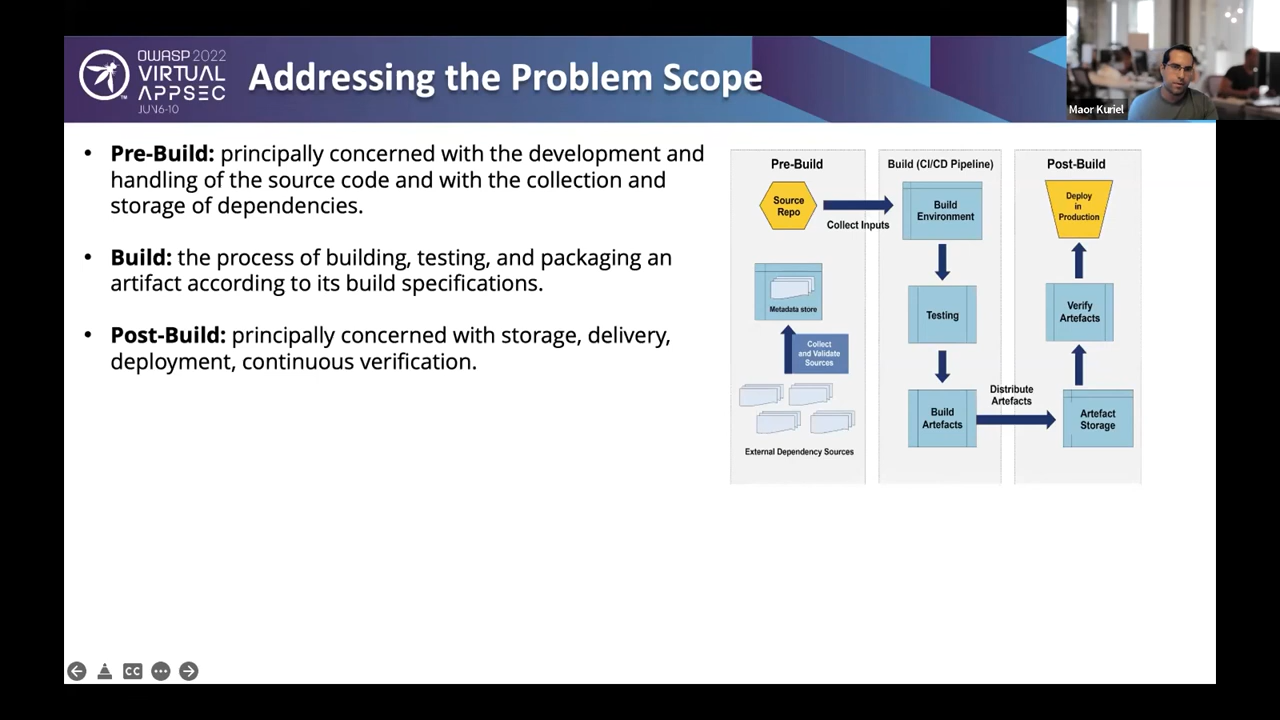 OWASP 2022
VIRTUAL
APPSEC
JUN 6-10
Addressing the Problem Scope
Maor Kuriel
• Pre-Build: principally concerned with the development and
handling of the source code and with the collection and
storage of dependencies.
• Build: the process of building, testing, and packaging an
artifact according to its build specifications.
• Post-Build: principally concerned with storage, delivery,
deployment, continuous verification.
Pre-Build
Source
Repo
Collect Inputs
Metadata store
Collect
and Validate
Sources
External Dependency Sources
Build (CI/CD Pipeline)
Build
Environment
Testing
Build
Artefacts
Distribute
Artefacts
Post-Build
Deploy
in
Production
Verify
Artefacts
Artefact
Storage
CC